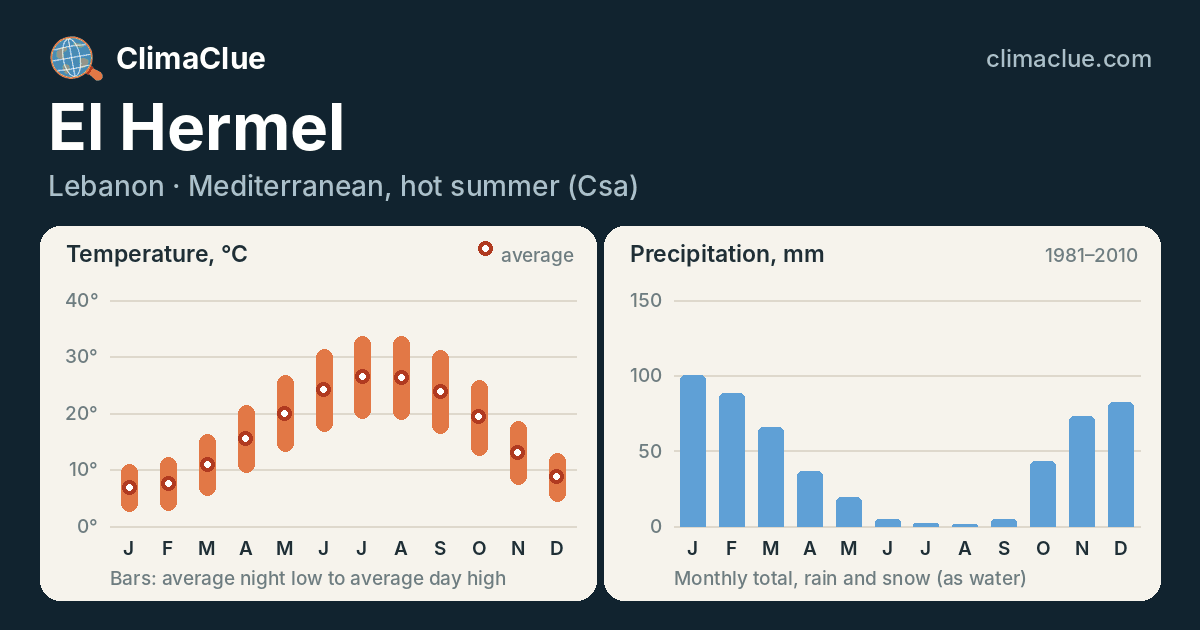 ClimaClue
climaclue.com
El Hermel
Lebanon · Mediterranean, hot summer (Csa)
Temperature, °C
average
40°
30°
20°
10°
0°
J F M A M J J A S O N D
Bars: average night low to average day high
Precipitation, mm
1981–2010
150
100
50
0
J F M A M J J A S O N D
Monthly total, rain and snow (as water)